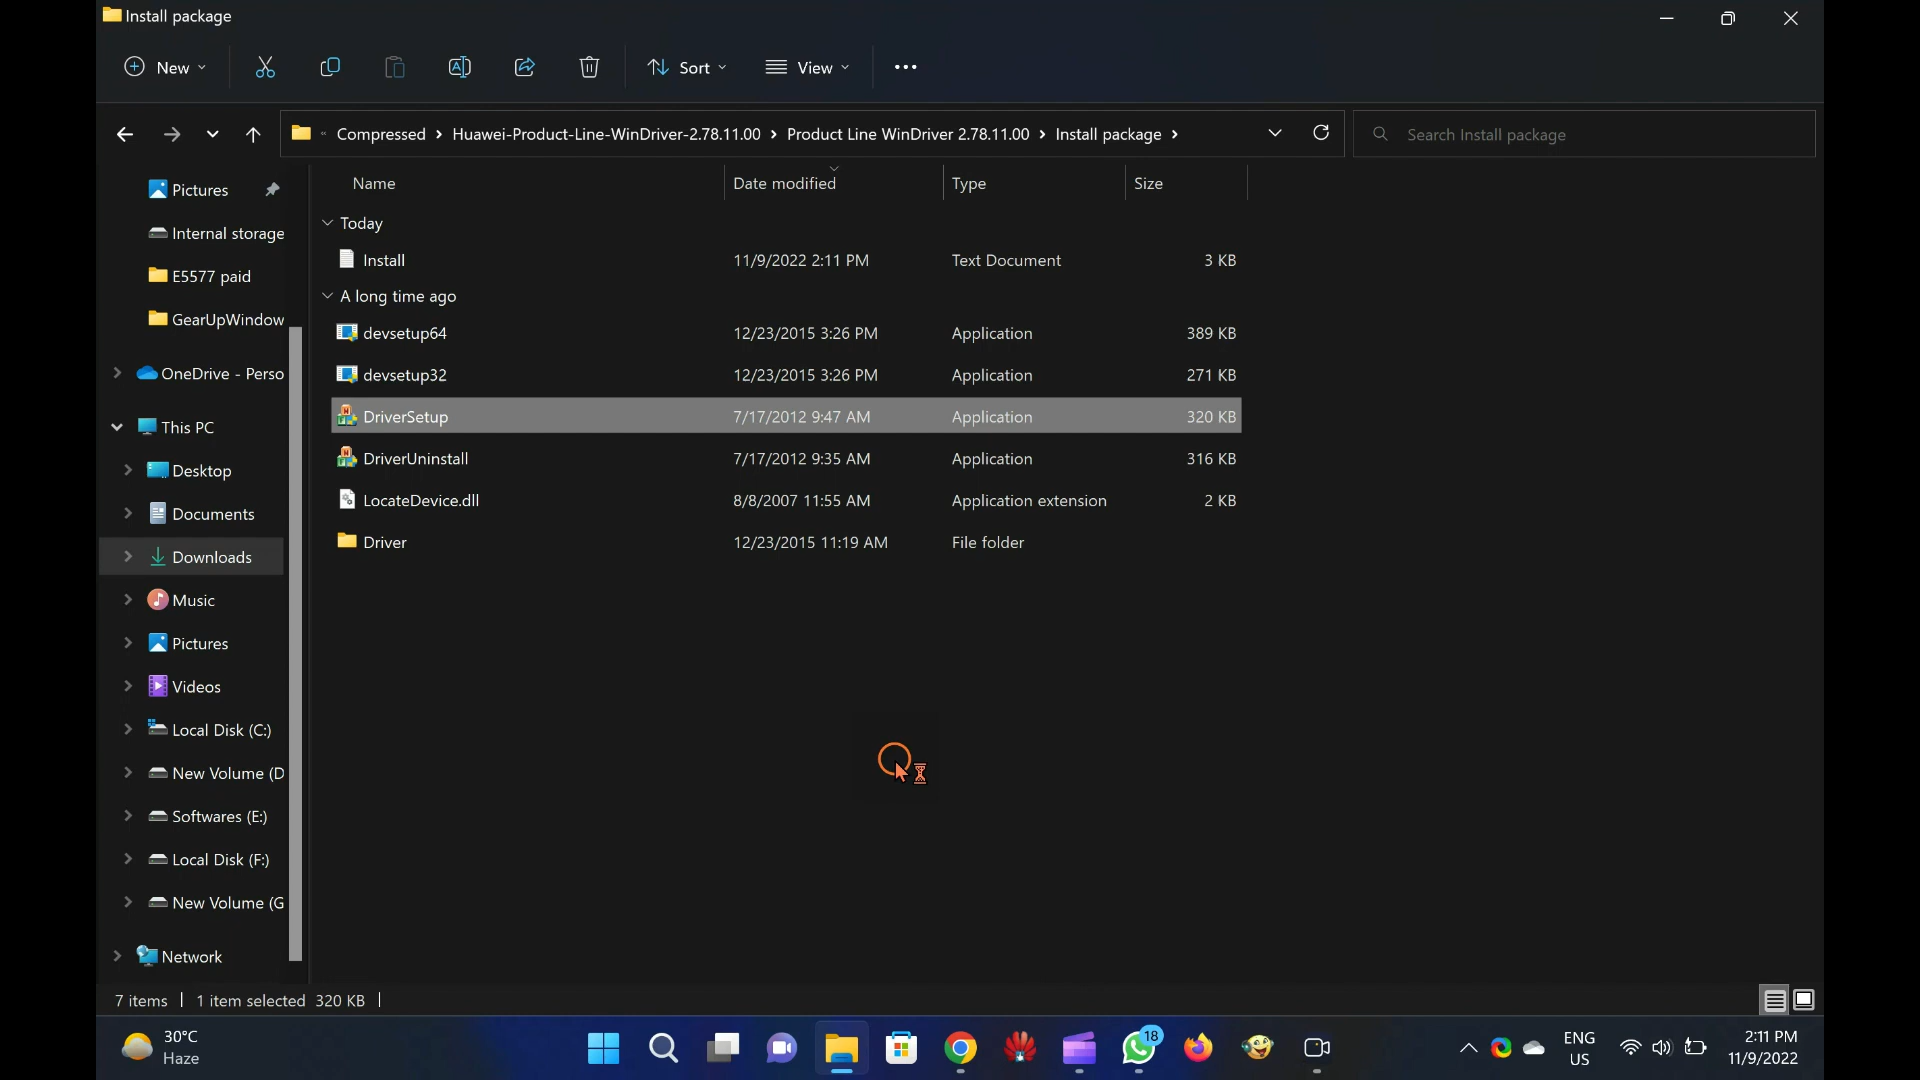 Install package
New
Sort
View
Compressed > Huawei-Product-Line-WinDriver-2.78.11.00 > Product Line WinDriver 2.78.11.00 > Install package >
Search Install package
Name Date modified Type Size
Today
Install 11/9/2022 2:11 PM Text Document 3 KB
A long time ago
devsetup64 12/23/2015 3:26 PM Application 389 KB
devsetup32 12/23/2015 3:26 PM Application 271 KB
DriverSetup 7/17/2012 9:47 AM Application 320 KB
DriverUninstall 7/17/2012 9:35 AM Application 316 KB
LocateDevice.dll 8/8/2007 11:55 AM Application extension 2 KB
Driver 12/23/2015 11:19 AM File folder
Pictures
Internal storage
E5577 paid
GearUpWindow
OneDrive - Perso
This PC
Desktop
Documents
Downloads
Music
Pictures
Videos
Local Disk (C:)
New Volume (D
Softwares (E:)
Local Disk (F:)
New Volume (G
Network
7 items 1 item selected 320 KB
30°C
Haze
18
ENG
US
2:11 PM
11/9/2022